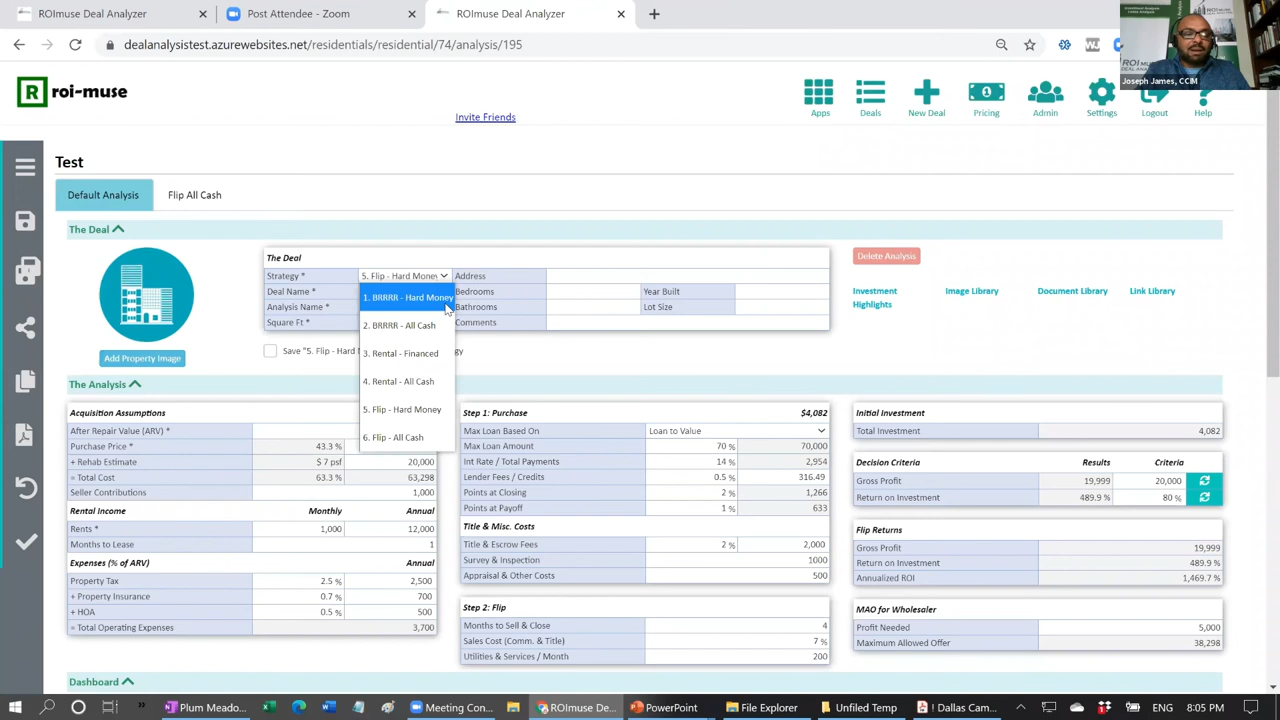 ROImuse Deal Analyzer
Post Attendee - Zoom
ROImuse Deal Analyzer
dealanalysistest.azurewebsites.net/residentials/residential/74/analysis/195
Joseph James, CCIM
R roi-muse
Invite Friends
Apps Deals New Deal Pricing Admin Settings Logout Help
Test
Default Analysis Flip All Cash
The Deal
The Deal
Strategy * 5. Flip - Hard Money Address
Deal Name * Bedrooms Year Built
Analysis Name * Bathrooms Lot Size
Square Ft * Comments
1. BRRRR - Hard Money
2. BRRRR - All Cash
3. Rental - Financed
4. Rental - All Cash
5. Flip - Hard Money
6. Flip - All Cash
Save "5. Flip - Hard
Add Property Image
Delete Analysis
Investment Highlights Image Library Document Library Link Library
The Analysis
Acquisition Assumptions
After Repair Value (ARV) *
Purchase Price * 43.3 %
+ Rehab Estimate $ 7 psf 20,000
= Total Cost 63.3 % 63,298
Seller Contributions 1,000
Rental Income Monthly Annual
Rents * 1,000 12,000
Months to Lease 1
Expenses (% of ARV) Annual
Property Tax 2.5 % 2,500
+ Property Insurance 0.7 % 700
+ HOA 0.5 % 500
= Total Operating Expenses 3,700
Step 1: Purchase $4,082
Max Loan Based On Loan to Value
Max Loan Amount 70 % 70,000
Int Rate / Total Payments 14 % 2,954
Lender Fees / Credits 0.5 % 316.49
Points at Closing 2 % 1,266
Points at Payoff 1 % 633
Title & Misc. Costs
Title & Escrow Fees 2 % 2,000
Survey & Inspection 1000
Appraisal & Other Costs 500
Step 2: Flip
Months to Sell & Close 4
Sales Cost (Comm. & Title) 7 %
Utilities & Services / Month 200
Initial Investment
Total Investment 4,082
Decision Criteria Results Criteria
Gross Profit 19,999 20,000
Return on Investment 489.9 % 80 %
Flip Returns
Gross Profit 19,999
Return on Investment 489.9 %
Annualized ROI 1,469.7 %
MAO for Wholesaler
Profit Needed 5,000
Maximum Allowed Offer 38,298
Dashboard
Plum Meado... Meeting Con... ROImuse De... PowerPoint File Explorer Unfiled Temp ! Dallas Cam... 8:05 PM